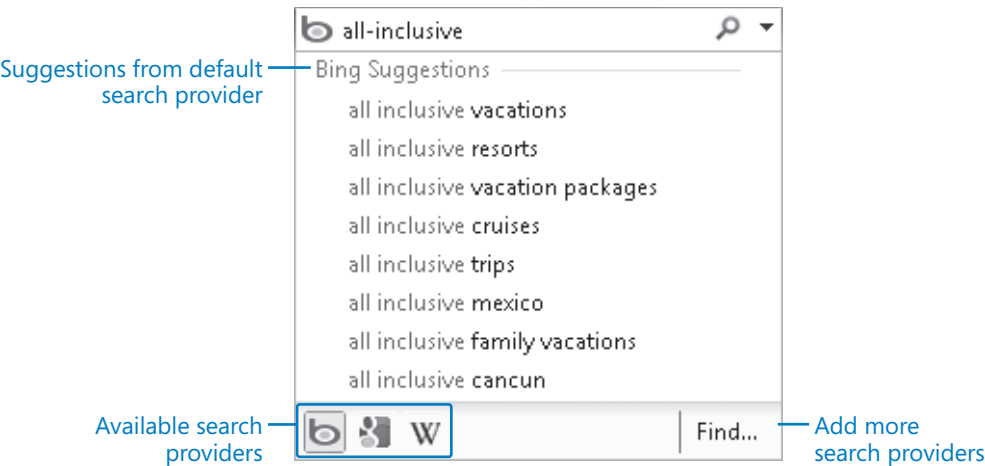 all-inclusive
Suggestions from default
search provider
Bing Suggestions
all inclusive vacations
all inclusive resorts
all inclusive vacation packages
all inclusive cruises
all inclusive trips
all inclusive mexico
all inclusive family vacations
all inclusive cancun
Available search
providers
W
Find...
Add more
search providers